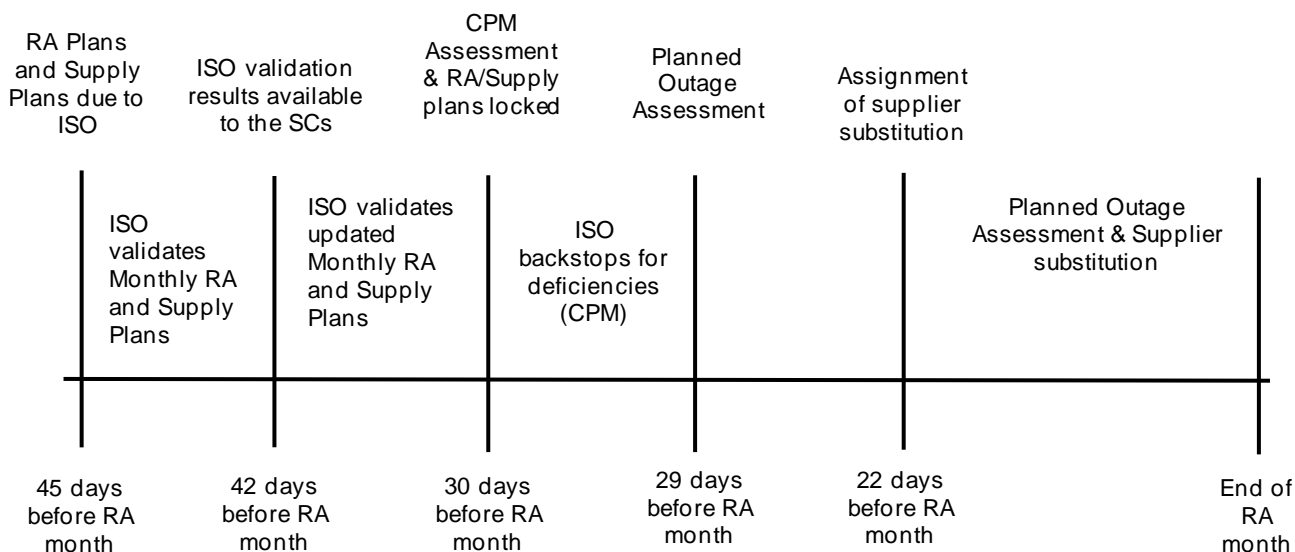 RA Plans
and Supply
Plans due to
ISO
ISO validation
results available
to the SCs
CPM
Assessment
& RA/Supply
plans locked
Planned
Outage
Assessment
Assignment
of supplier
substitution
ISO
validates
Monthly RA
and Supply
Plans
ISO validates
updated
Monthly RA
and Supply
Plans
ISO
backstops for
deficiencies
(CPM)
Planned Outage
Assessment & Supplier
substitution
45 days
before RA
month
42 days
before RA
month
30 days
before RA
month
29 days
before RA
month
22 days
before RA
month
End of
RA
month